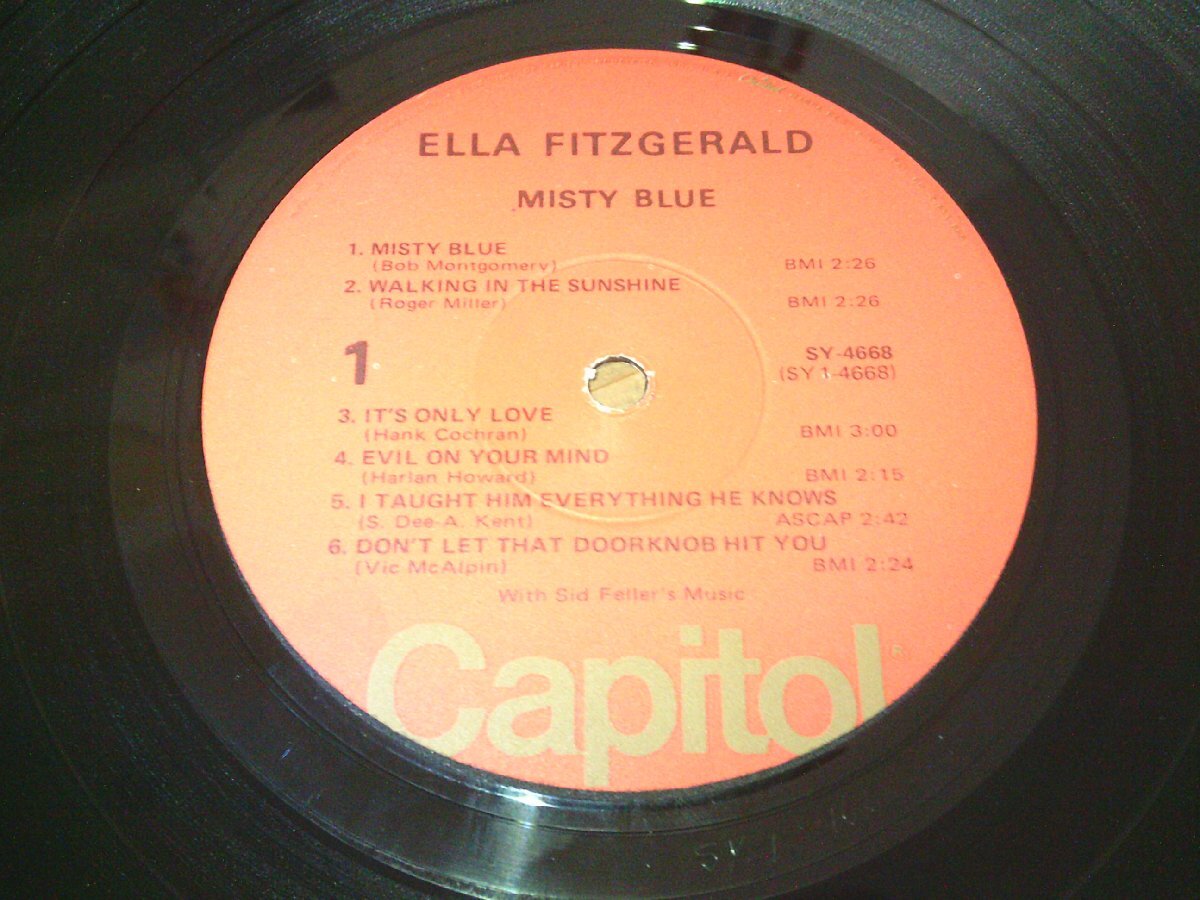 ELLA FITZGERALD
MISTY BLUE
1. MISTY BLUE
(Bob Montgomery) BMI 2:26
2. WALKING IN THE SUNSHINE
(Roger Miller) BMI 2:26
1
SY-4668
(SY1-4668)
3. IT'S ONLY LOVE
(Hank Cochran) BMI 3:00
4. EVIL ON YOUR MIND
(Harlan Howard) BMI 2:15
5. I TAUGHT HIM EVERYTHING HE KNOWS
(S. Dee-A. Kent) ASCAP 2:42
6. DON'T LET THAT DOORKNOB HIT YOU
(Vic McAlpin) BMI 2:24
With Sid Feller's Music
Capitol